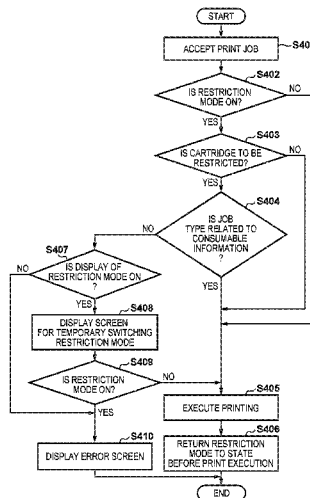 START
ACCEPT PRINT JOB
S40
S402
IS RESTRICTION
MODE ON?
NO
YES
S403
IS CARTRIDGE TO BE
RESTRICTED?
NO
YES
S404
IS JOB
TYPE RELATED TO
CONSUMABLE
INFORMATION
?
NO
YES
S407
IS DISPLAY OF
RESTRICTION MODE ON
?
NO
YES
S408
DISPLAY SCREEN
FOR TEMPORARY SWITCHING
RESTRICTION MODE
S409
IS RESTRICTION
MODE ON?
NO
YES
S405
EXECUTE PRINTING
S406
RETURN RESTRICTION
MODE TO STATE
BEFORE PRINT EXECUTION
S410
DISPLAY ERROR SCREEN
END